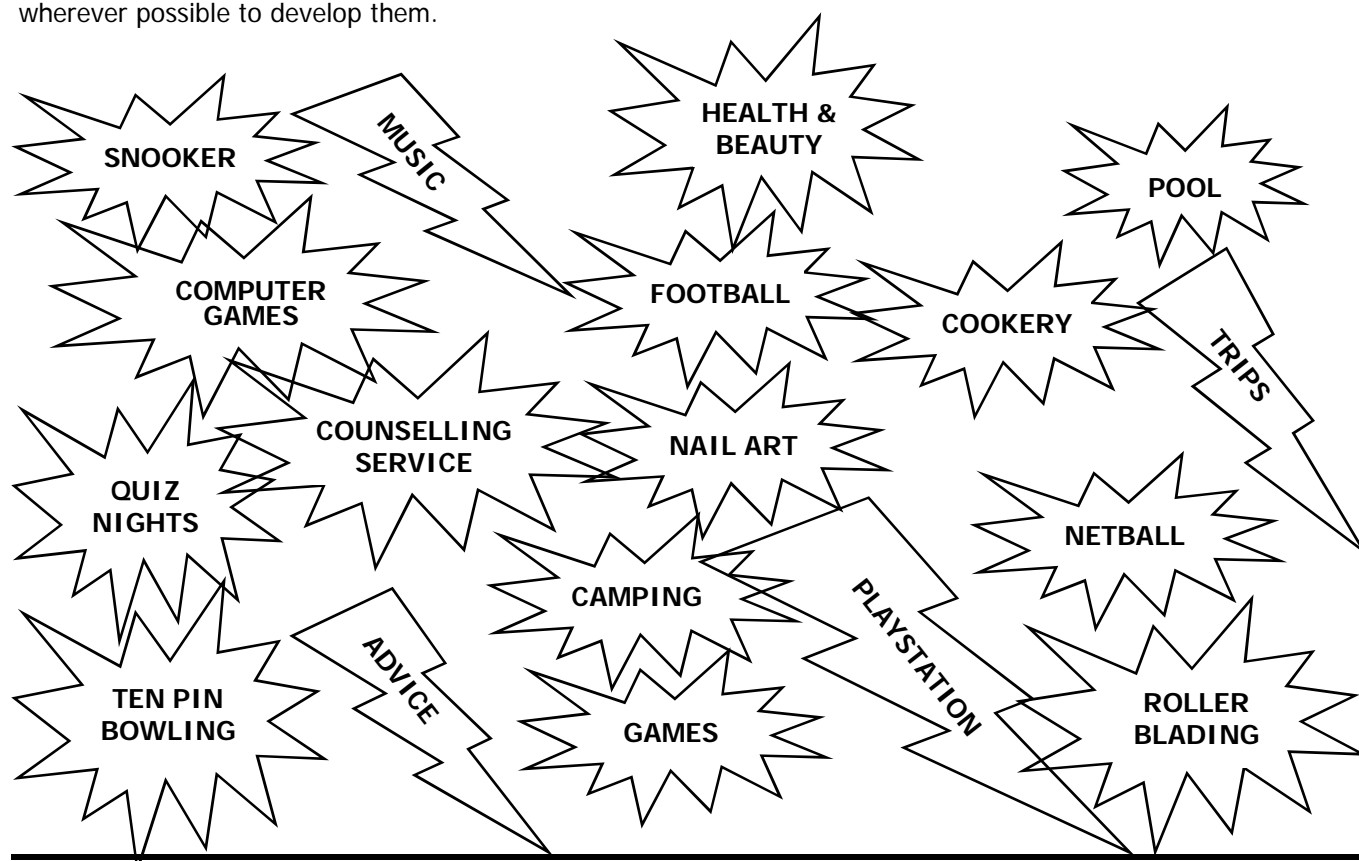 wherever possible to develop them.
SNOOKER
MUSIC
HEALTH &
BEAUTY
POOL
COMPUTER
GAMES
FOOTBALL
COOKERY
TRIPS
COUNSELLING
SERVICE
NAIL ART
QUIZ
NIGHTS
NETBALL
CAMPING
PLAYSTATION
ADVICE
TEN PIN
BOWLING
GAMES
ROLLER
BLADING